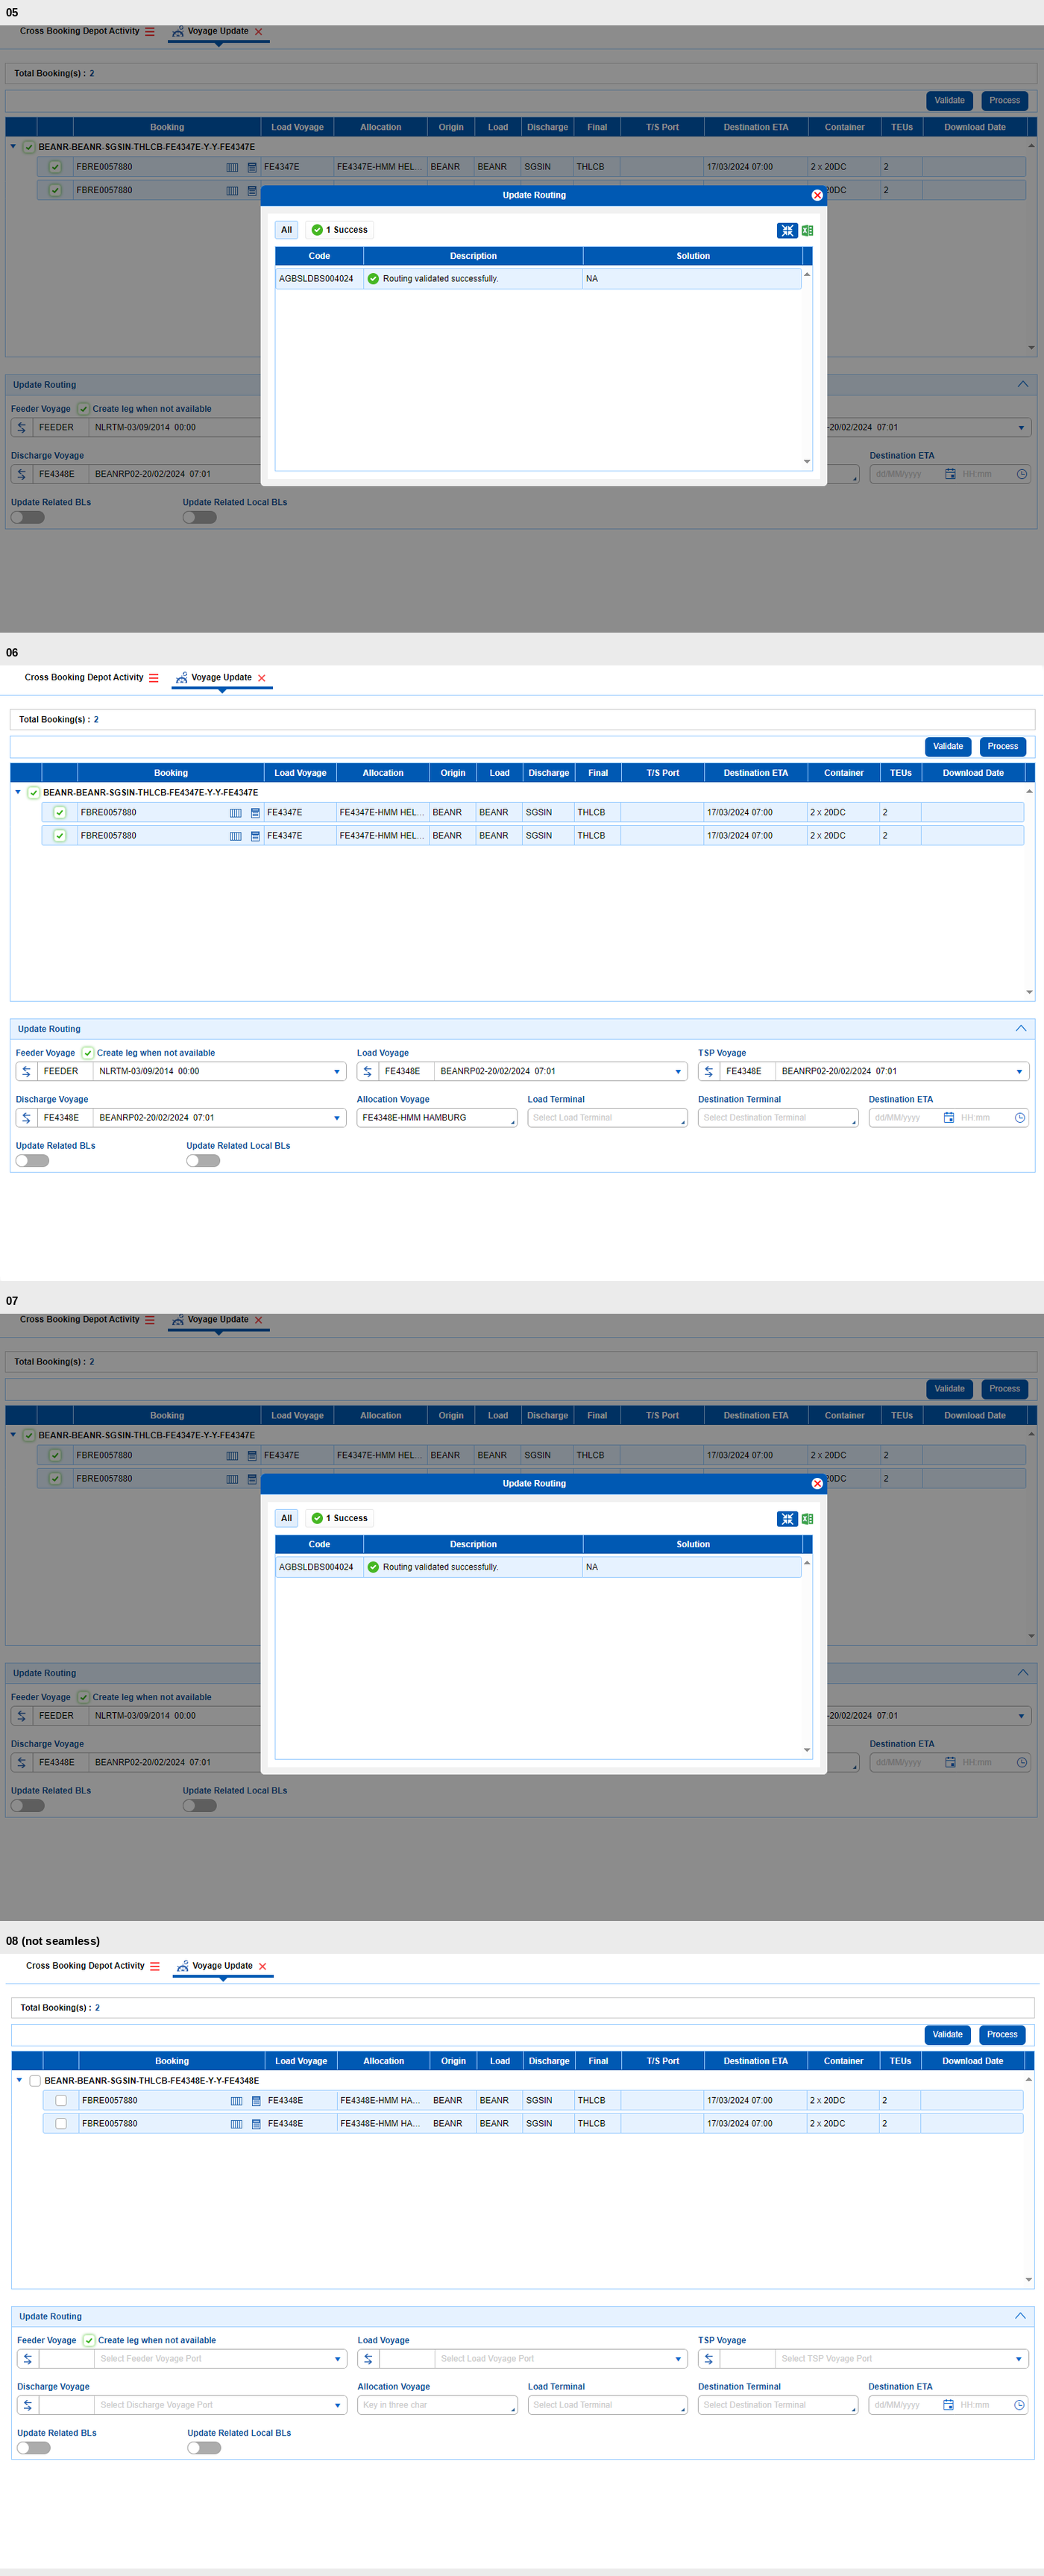 05
Cross Booking Depot Activity Voyage Update
Total Booking(s) : 2
Validate Process
Booking Load Voyage Allocation Origin Load Discharge Final T/S Port Destination ETA Container TEUs Download Date
BEANR-BEANR-SGSIN-THLCB-FE4347E-Y-Y-FE4347E
FBRE0057880 FE4347E FE4347E-HMM HEL... BEANR BEANR SGSIN THLCB 17/03/2024 07:00 2 x 20DC 2
FBRE0057880 20DC 2
Update Routing
All 1 Success
Code Description Solution
AGBSLDBS004024 Routing validated successfully. NA
Update Routing
Feeder Voyage Create leg when not available
FEEDER NLRTM-03/09/2014 00:00 -20/02/2024 07:01
Discharge Voyage Destination ETA
FE4348E BEANRP02-20/02/2024 07:01 dd/MM/yyyy HH:mm
Update Related BLs Update Related Local BLs
06
Cross Booking Depot Activity Voyage Update
Total Booking(s) : 2
Validate Process
Booking Load Voyage Allocation Origin Load Discharge Final T/S Port Destination ETA Container TEUs Download Date
BEANR-BEANR-SGSIN-THLCB-FE4347E-Y-Y-FE4347E
FBRE0057880 FE4347E FE4347E-HMM HEL... BEANR BEANR SGSIN THLCB 17/03/2024 07:00 2 x 20DC 2
FBRE0057880 FE4347E FE4347E-HMM HEL... BEANR BEANR SGSIN THLCB 17/03/2024 07:00 2 x 20DC 2
Update Routing
Feeder Voyage Create leg when not available Load Voyage TSP Voyage
FEEDER NLRTM-03/09/2014 00:00 FE4348E BEANRP02-20/02/2024 07:01 FE4348E BEANRP02-20/02/2024 07:01
Discharge Voyage Allocation Voyage Load Terminal Destination Terminal Destination ETA
FE4348E BEANRP02-20/02/2024 07:01 FE4348E-HMM HAMBURG Select Load Terminal Select Destination Terminal dd/MM/yyyy HH:mm
Update Related BLs Update Related Local BLs
07
Cross Booking Depot Activity Voyage Update
Total Booking(s) : 2
Validate Process
Booking Load Voyage Allocation Origin Load Discharge Final T/S Port Destination ETA Container TEUs Download Date
BEANR-BEANR-SGSIN-THLCB-FE4347E-Y-Y-FE4347E
FBRE0057880 FE4347E FE4347E-HMM HEL... BEANR BEANR SGSIN THLCB 17/03/2024 07:00 2 x 20DC 2
FBRE0057880 20DC 2
Update Routing
All 1 Success
Code Description Solution
AGBSLDBS004024 Routing validated successfully. NA
Update Routing
Feeder Voyage Create leg when not available
FEEDER NLRTM-03/09/2014 00:00 -20/02/2024 07:01
Discharge Voyage Destination ETA
FE4348E BEANRP02-20/02/2024 07:01 dd/MM/yyyy HH:mm
Update Related BLs Update Related Local BLs
08 (not seamless)
Cross Booking Depot Activity Voyage Update
Total Booking(s) : 2
Validate Process
Booking Load Voyage Allocation Origin Load Discharge Final T/S Port Destination ETA Container TEUs Download Date
BEANR-BEANR-SGSIN-THLCB-FE4348E-Y-Y-FE4348E
FBRE0057880 FE4348E FE4348E-HMM HA... BEANR BEANR SGSIN THLCB 17/03/2024 07:00 2 x 20DC 2
FBRE0057880 FE4348E FE4348E-HMM HA... BEANR BEANR SGSIN THLCB 17/03/2024 07:00 2 x 20DC 2
Update Routing
Feeder Voyage Create leg when not available Load Voyage TSP Voyage
Select Feeder Voyage Port Select Load Voyage Port Select TSP Voyage Port
Discharge Voyage Allocation Voyage Load Terminal Destination Terminal Destination ETA
Select Discharge Voyage Port Key in three char Select Load Terminal Select Destination Terminal dd/MM/yyyy HH:mm
Update Related BLs Update Related Local BLs